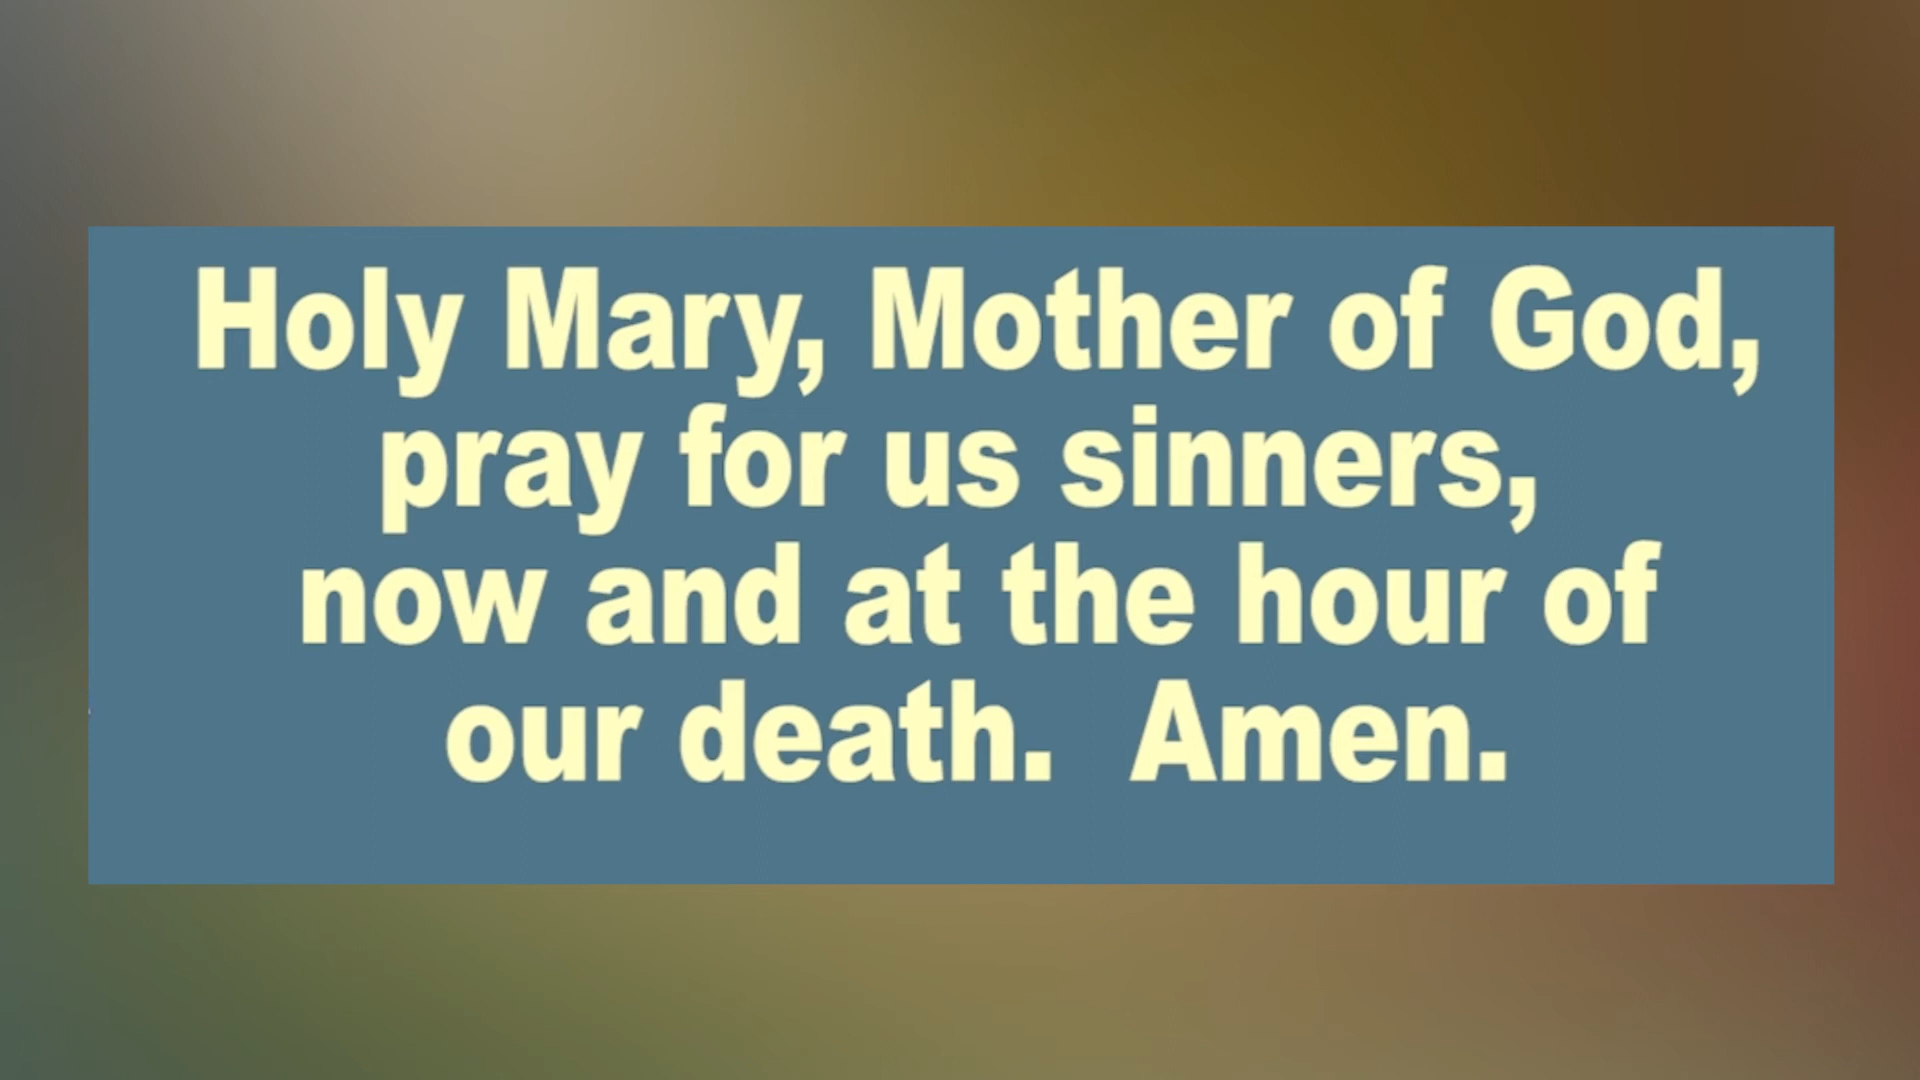 Holy Mary, Mother of God,
pray for us sinners,
now and at the hour of
our death.  Amen.